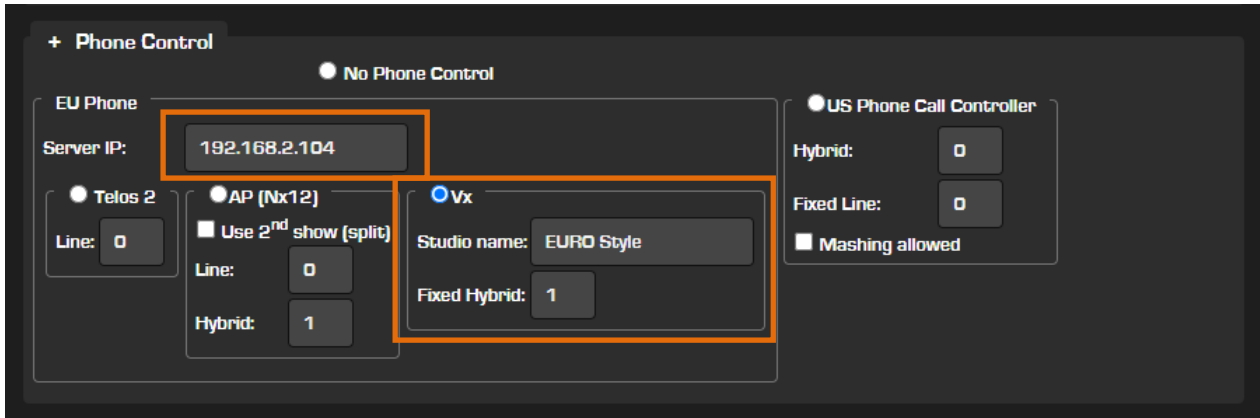 + Phone Control
No Phone Control
EU Phone
Server IP: 192.168.2.104
Telos 2
Line: 0
AP (Nx12)
Use 2nd show (split)
Line: 0
Hybrid: 1
Vx
Studio name: EURO Style
Fixed Hybrid: 1
US Phone Call Controller
Hybrid: 0
Fixed Line: 0
Mashing allowed